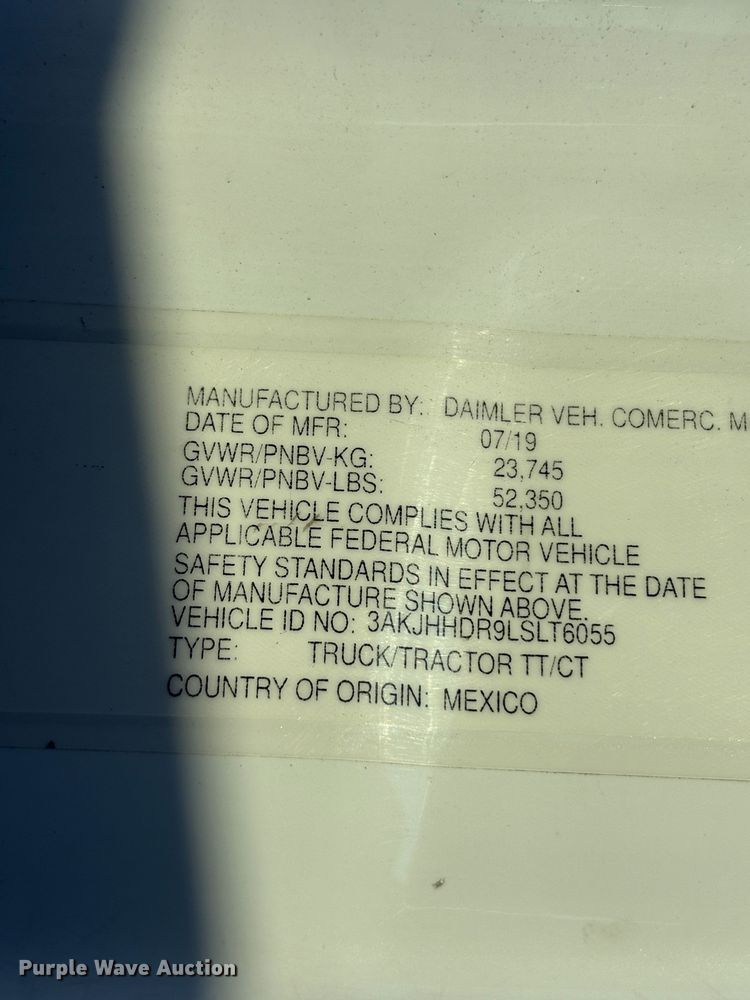 MANUFACTURED BY: DAIMLER VEH. COMERC. M
DATE OF MFR: 07/19
GVWR/PNBV-KG: 23,745
GVWR/PNBV-LBS: 52,350
THIS VEHICLE COMPLIES WITH ALL
APPLICABLE FEDERAL MOTOR VEHICLE
SAFETY STANDARDS IN EFFECT AT THE DATE
OF MANUFACTURE SHOWN ABOVE.
VEHICLE ID NO: 3AKJHHDR9LSLT6055
TYPE: TRUCK/TRACTOR TT/CT
COUNTRY OF ORIGIN: MEXICO
Purple Wave Auction